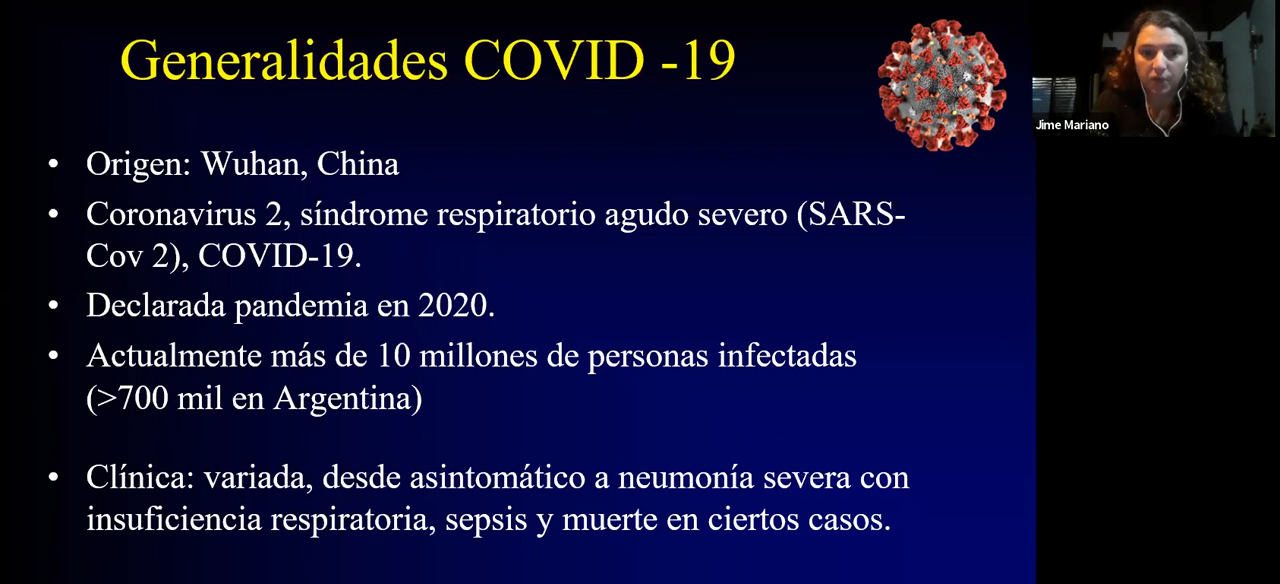 Generalidades COVID -19
Jime Mariano
• Origen: Wuhan, China
• Coronavirus 2, síndrome respiratorio agudo severo (SARS-
Cov 2), COVID-19.
• Declarada pandemia en 2020.
• Actualmente más de 10 millones de personas infectadas
(>700 mil en Argentina)
• Clínica: variada, desde asintomático a neumonía severa con
insuficiencia respiratoria, sepsis y muerte en ciertos casos.